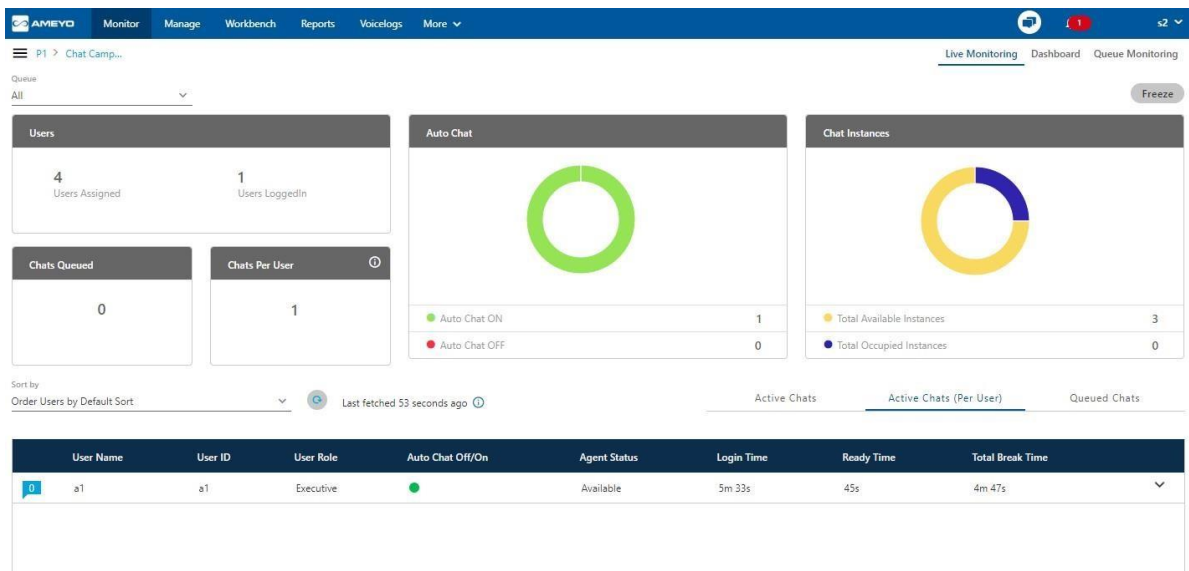 AMEYO Monitor Manage Workbench Reports Voicelogs More 1 s2
P1 > Chat Camp... Live Monitoring Dashboard Queue Monitoring
Queue
All Freeze
Users
4 1
Users Assigned Users LoggedIn
Chats Queued Chats Per User
0 1
Auto Chat
Auto Chat ON 1
Auto Chat OFF 0
Chat Instances
Total Available Instances 3
Total Occupied Instances 0
Sort by
Order Users by Default Sort Last fetched 53 seconds ago Active Chats Active Chats (Per User) Queued Chats
User Name User ID User Role Auto Chat Off/On Agent Status Login Time Ready Time Total Break Time
0 a1 a1 Executive Available 5m 33s 45s 4m 47s